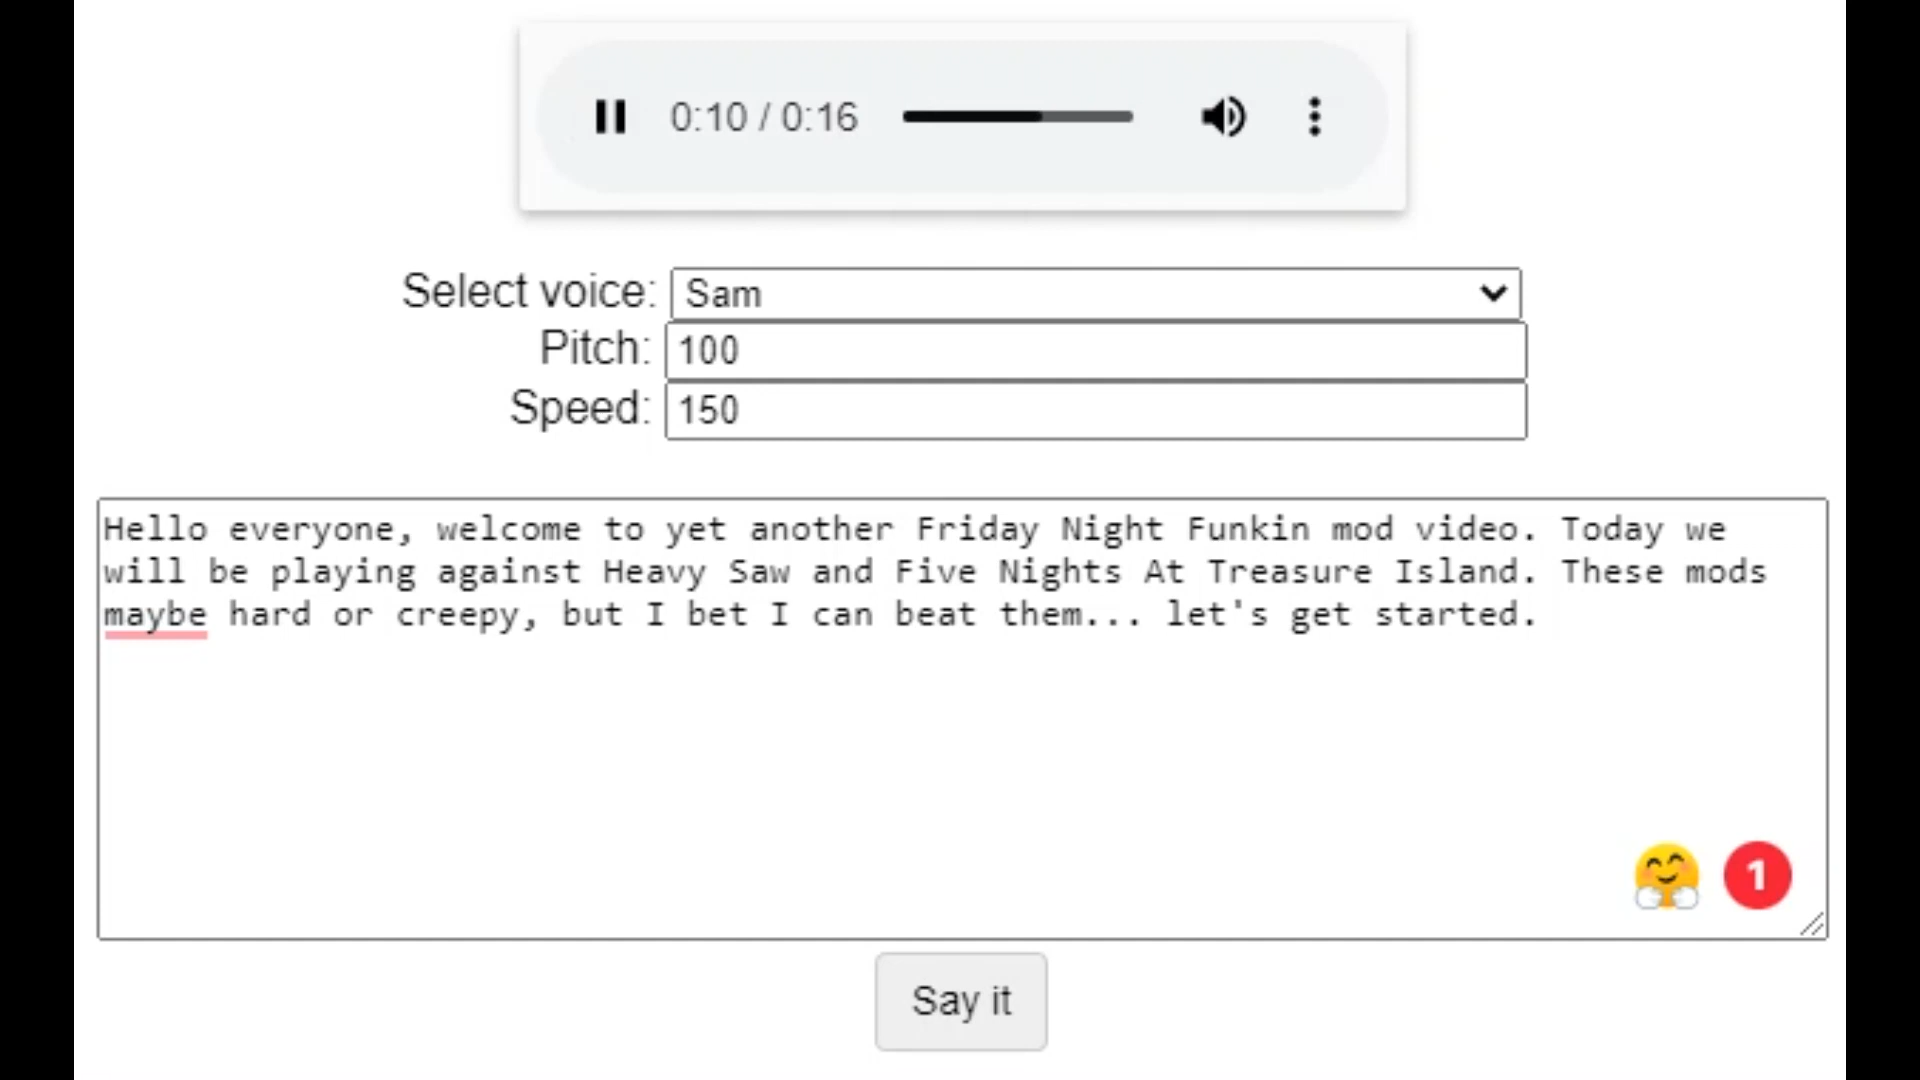 0:10 / 0:16
Select voice: Sam
Pitch: 100
Speed: 150
Hello everyone, welcome to yet another Friday Night Funkin mod video. Today we
will be playing against Heavy Saw and Five Nights At Treasure Island. These mods
maybe hard or creepy, but I bet I can beat them... let's get started.
1
Say it